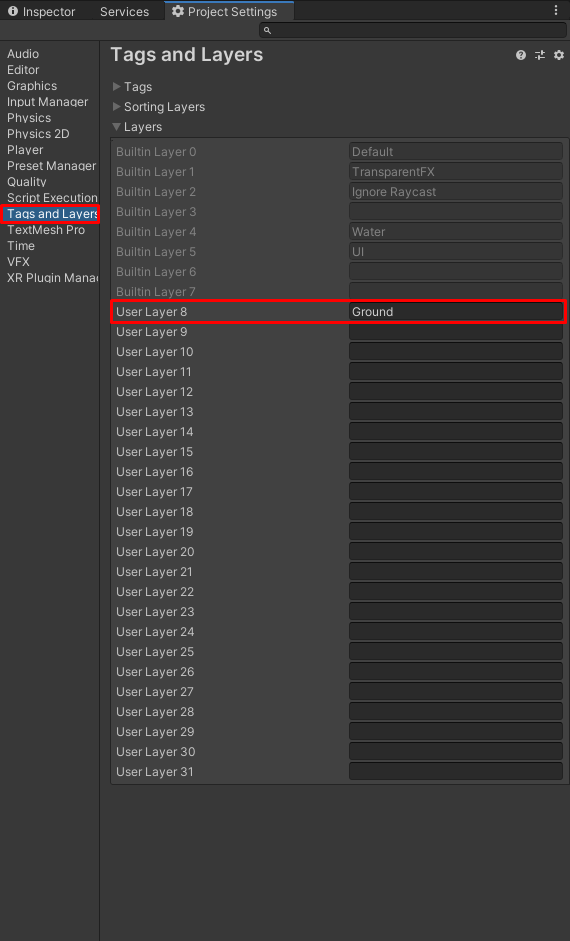 Inspector Services Project Settings
Audio
Editor
Graphics
Input Manager
Physics
Physics 2D
Player
Preset Manager
Quality
Script Execution
Tags and Layers
TextMesh Pro
Time
VFX
XR Plugin Mana
Tags and Layers
Tags
Sorting Layers
Layers
Builtin Layer 0 Default
Builtin Layer 1 TransparentFX
Builtin Layer 2 Ignore Raycast
Builtin Layer 3
Builtin Layer 4 Water
Builtin Layer 5 UI
Builtin Layer 6
Builtin Layer 7
User Layer 8 Ground
User Layer 9
User Layer 10
User Layer 11
User Layer 12
User Layer 13
User Layer 14
User Layer 15
User Layer 16
User Layer 17
User Layer 18
User Layer 19
User Layer 20
User Layer 21
User Layer 22
User Layer 23
User Layer 24
User Layer 25
User Layer 26
User Layer 27
User Layer 28
User Layer 29
User Layer 30
User Layer 31